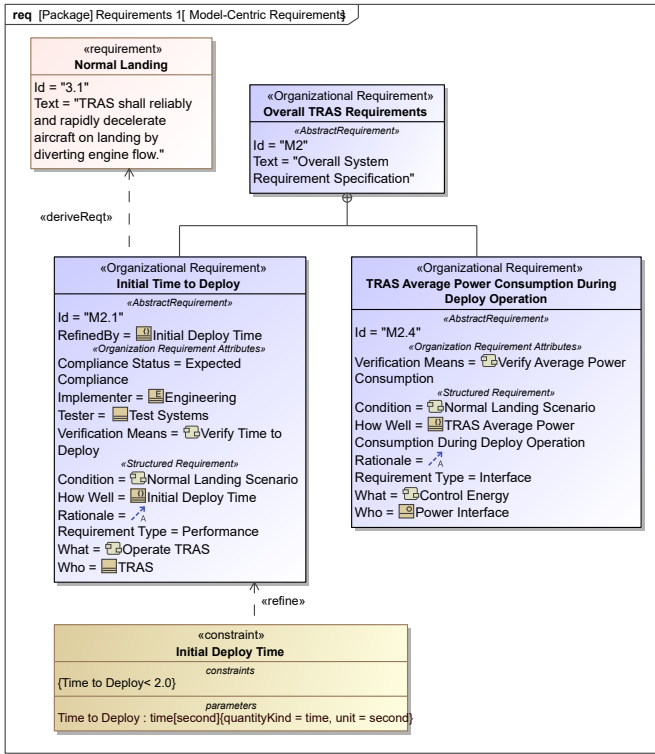 req [Package] Requirements 1[ Model-Centric Requirements]
«requirement»
Normal Landing
Id = "3.1"
Text = "TRAS shall reliably
and rapidly decelerate
aircraft on landing by
diverting engine flow."
«Organizational Requirement»
Overall TRAS Requirements
«AbstractRequirement»
Id = "M2"
Text = "Overall System
Requirement Specification"
«deriveReqt»
«Organizational Requirement»
Initial Time to Deploy
«AbstractRequirement»
Id = "M2.1"
RefinedBy = Initial Deploy Time
«Organization Requirement Attributes»
Compliance Status = Expected
Compliance
Implementer = E Engineering
Tester = Test Systems
Verification Means = Verify Time to
Deploy
«Structured Requirement»
Condition = Normal Landing Scenario
How Well = {} Initial Deploy Time
Rationale = A
Requirement Type = Performance
What = Operate TRAS
Who = TRAS
«Organizational Requirement»
TRAS Average Power Consumption During
Deploy Operation
«AbstractRequirement»
Id = "M2.4"
«Organization Requirement Attributes»
Verification Means = Verify Average Power
Consumption
«Structured Requirement»
Condition = Normal Landing Scenario
How Well = {} TRAS Average Power
Consumption During Deploy Operation
Rationale = A
Requirement Type = Interface
What = Control Energy
Who = Power Interface
«refine»
«constraint»
Initial Deploy Time
constraints
{Time to Deploy< 2.0}
parameters
Time to Deploy : time[second]{quantityKind = time, unit = second}